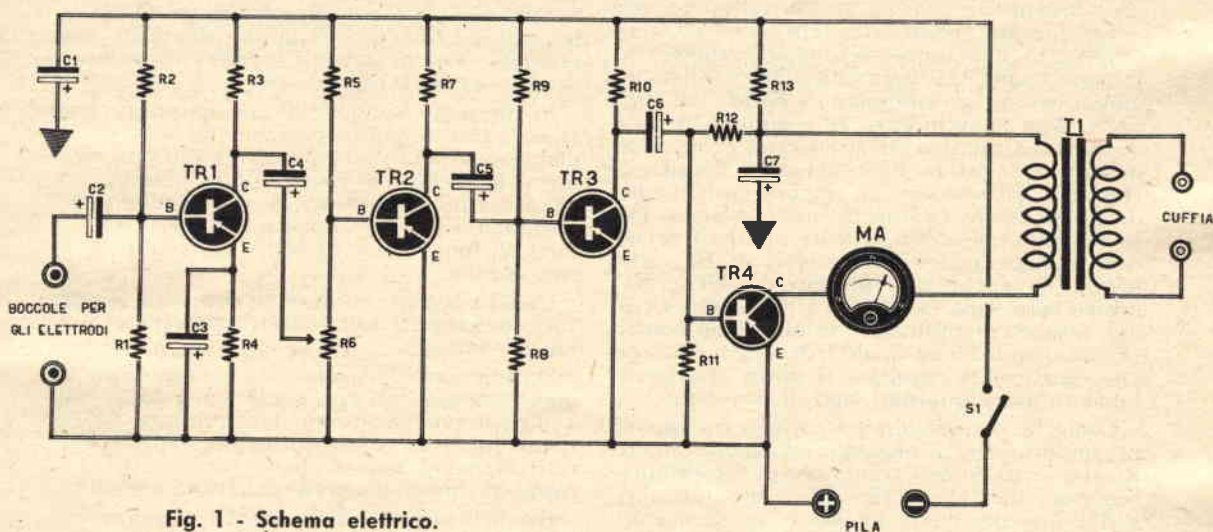 C1
R2
R3
R5
R7
R9
R10
R13
C6
+
R12
T1
C2
+
TR1
C4
+
TR2
C5
+
TR3
C7
+
B
C
E
B
C
E
B
C
E
CUFFIA
MA
TR4
B
C
E
BOCCOLE PER
GLI ELETTRODI
R1
C3
+
R4
R6
R8
R11
S1
+
−
PILA
Fig. 1 - Schema elettrico.